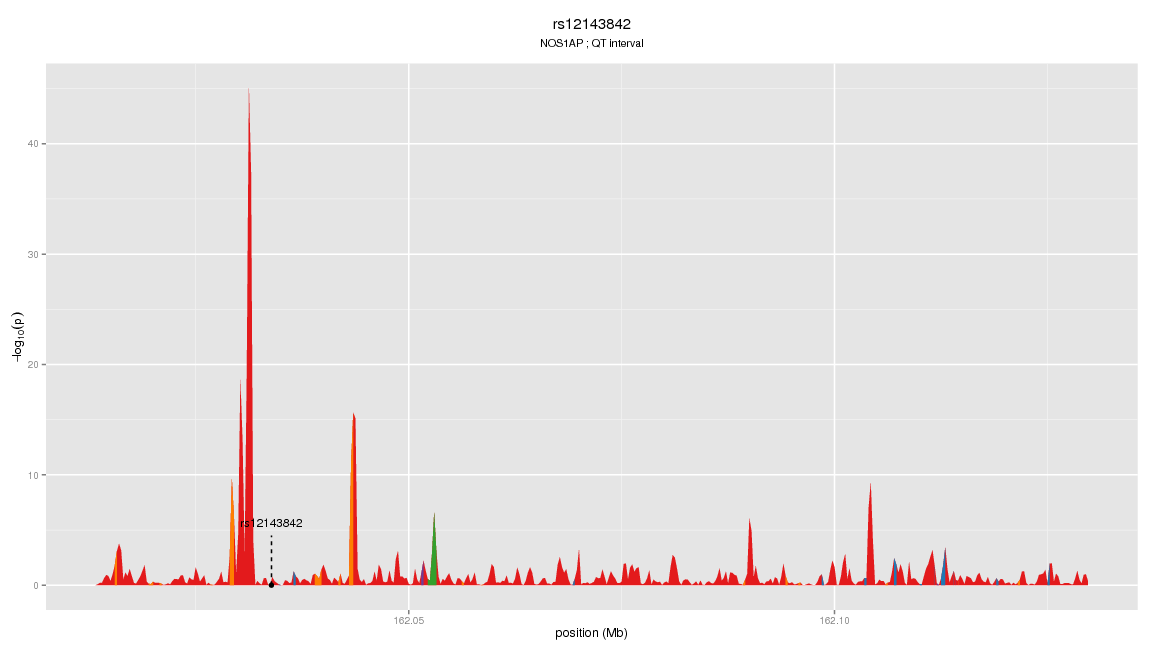 rs12143842
NOS1AP ; QT interval
−log10(p)
40
30
20
10
0
rs12143842
162.05
162.10
position (Mb)